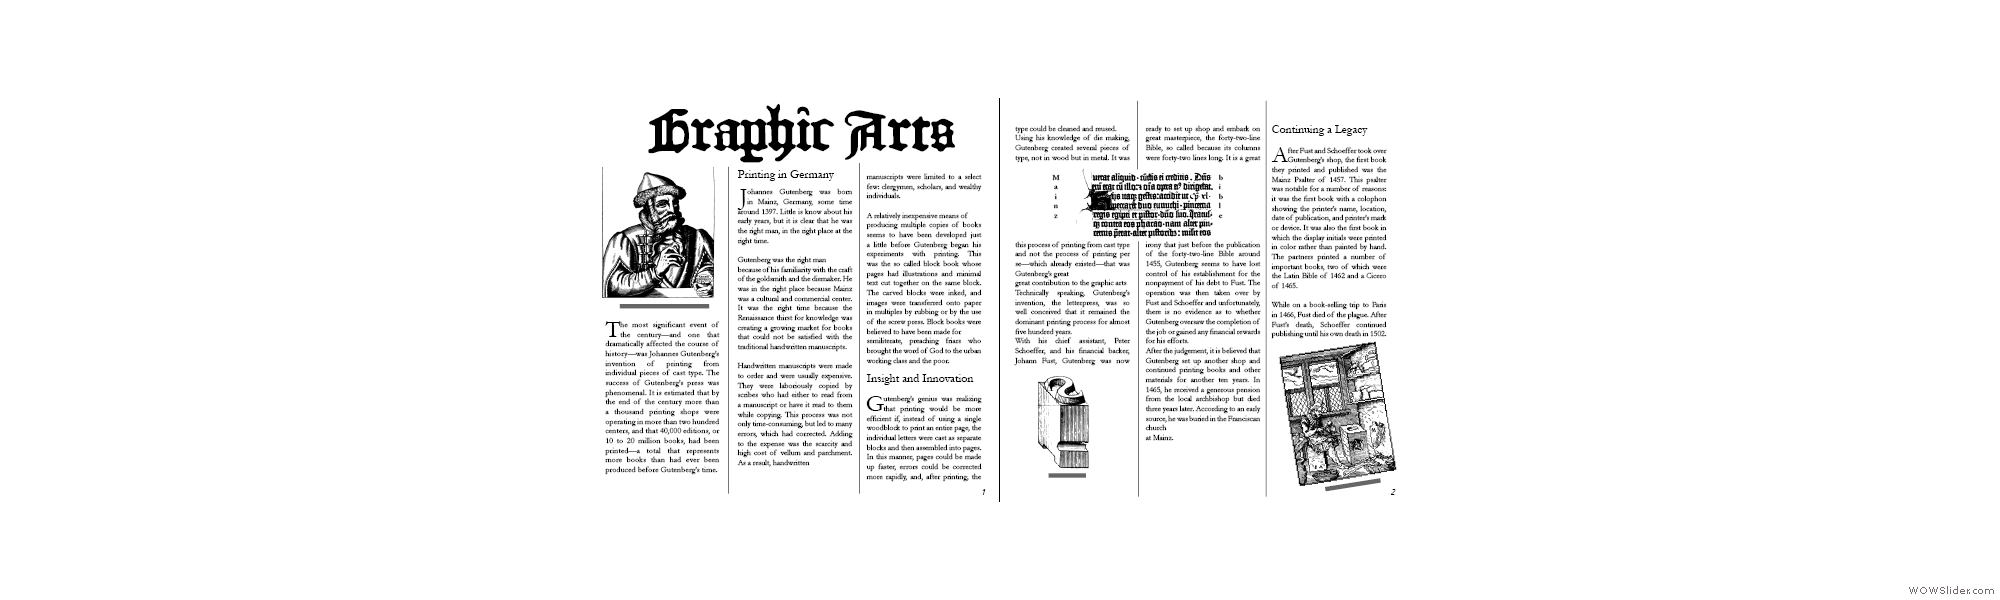 Graphic Arts
The most significant event of
the century—and one that
dramatically affected the course of
history—was Johannes Gutenberg's
invention of printing from
individual pieces of cast type. The
success of Gutenberg's press was
phenomenal. It is estimated that by
the end of the century more than
a thousand printing shops were
operating in more than two hundred
centers, and that 40,000 editions, or
10 to 20 million books, had been
printed—a total that represents
more books than had ever been
produced before Gutenberg's time.
Printing in Germany
Johannes Gutenberg was born
in Mainz, Germany, some time
around 1397. Little is know about his
early years, but it is clear that he was
the right man, in the right place at the
right time.
Gutenberg was the right man
because of his familiarity with the craft
of the goldsmith and the diemaker. He
was in the right place because Mainz
was a cultural and commercial center.
It was the right time because the
Renaissance thirst for knowledge was
creating a growing market for books
that could not be satisfied with the
traditional handwritten manuscripts.
Handwritten manuscripts were made
to order and were usually expensive.
They were laboriously copied by
scribes who had either to read from
a manuscript or have it read to them
while copying. This process was not
only time-consuming, but led to many
errors, which had corrected. Adding
to the expense was the scarcity and
high cost of vellum and parchment.
As a result, handwritten
manuscripts were limited to a select
few: clergymen, scholars, and wealthy
individuals.
A relatively inexpensive means of
producing multiple copies of books
seems to have been developed just
a little before Gutenberg began his
experiments with printing. This
was the so called block book whose
pages had illustrations and minimal
text cut together on the same block.
The carved blocks were inked, and
images were transferred onto paper
in multiples by rubbing or by the use
of the screw press. Block books were
believed to have been made for
semiliterate, preaching friars who
brought the word of God to the urban
working class and the poor.
Insight and Innovation
Gutenberg's genius was realizing
that printing would be more
efficient if, instead of using a single
woodblock to print an entire page, the
individual letters were cast as separate
blocks and then assembled into pages.
In this manner, pages could be made
up faster, errors could be corrected
more rapidly, and, after printing, the
1
type could be cleaned and reused.
Using his knowledge of die making,
Gutenberg created several pieces of
type, not in wood but in metal. It was
Mainz
this process of printing from cast type
and not the process of printing per
se—which already existed—that was
Gutenberg's great
great contribution to the graphic arts
Technically speaking, Gutenberg's
invention, the letterpress, was so
well conceived that it remained the
dominant printing process for almost
five hundred years.
With his chief assistant, Peter
Schoeffer, and his financial backer,
Johann Fust, Gutenberg was now
ready to set up shop and embark on
great masterpiece, the forty-two-line
Bible, so called because its columns
were forty-two lines long. It is a great
bible
irony that just before the publication
of the forty-two-line Bible around
1455, Gutenberg seems to have lost
control of his establishment for the
nonpayment of his debt to Fust. The
operation was then taken over by
Fust and Schoeffer and unfortunately,
there is no evidence as to whether
Gutenberg oversaw the completion of
the job or gained any financial rewards
for his efforts.
After the judgement, it is believed that
Gutenberg set up another shop and
continued printing books and other
materials for another ten years. In
1465, he received a generous pension
from the local archbishop but died
three years later. According to an early
source, he was buried in the Franciscan
church
at Mainz.
Continuing a Legacy
After Fust and Schoeffer took over
Gutenberg's shop, the first book
they printed and published was the
Mainz Psalter of 1457. This psalter
was notable for a number of reasons:
it was the first book with a colophon
showing the printer's name, location,
date of publication, and printer's mark
or device. It was also the first book in
which the display initials were printed
in color rather than painted by hand.
The partners printed a number of
important books, two of which were
the Latin Bible of 1462 and a Cicero
of 1465.
While on a book-selling trip to Paris
in 1466, Fust died of the plague. After
Fust's death, Schoeffer continued
publishing until his own death in 1502.
2
WOWSlider.com